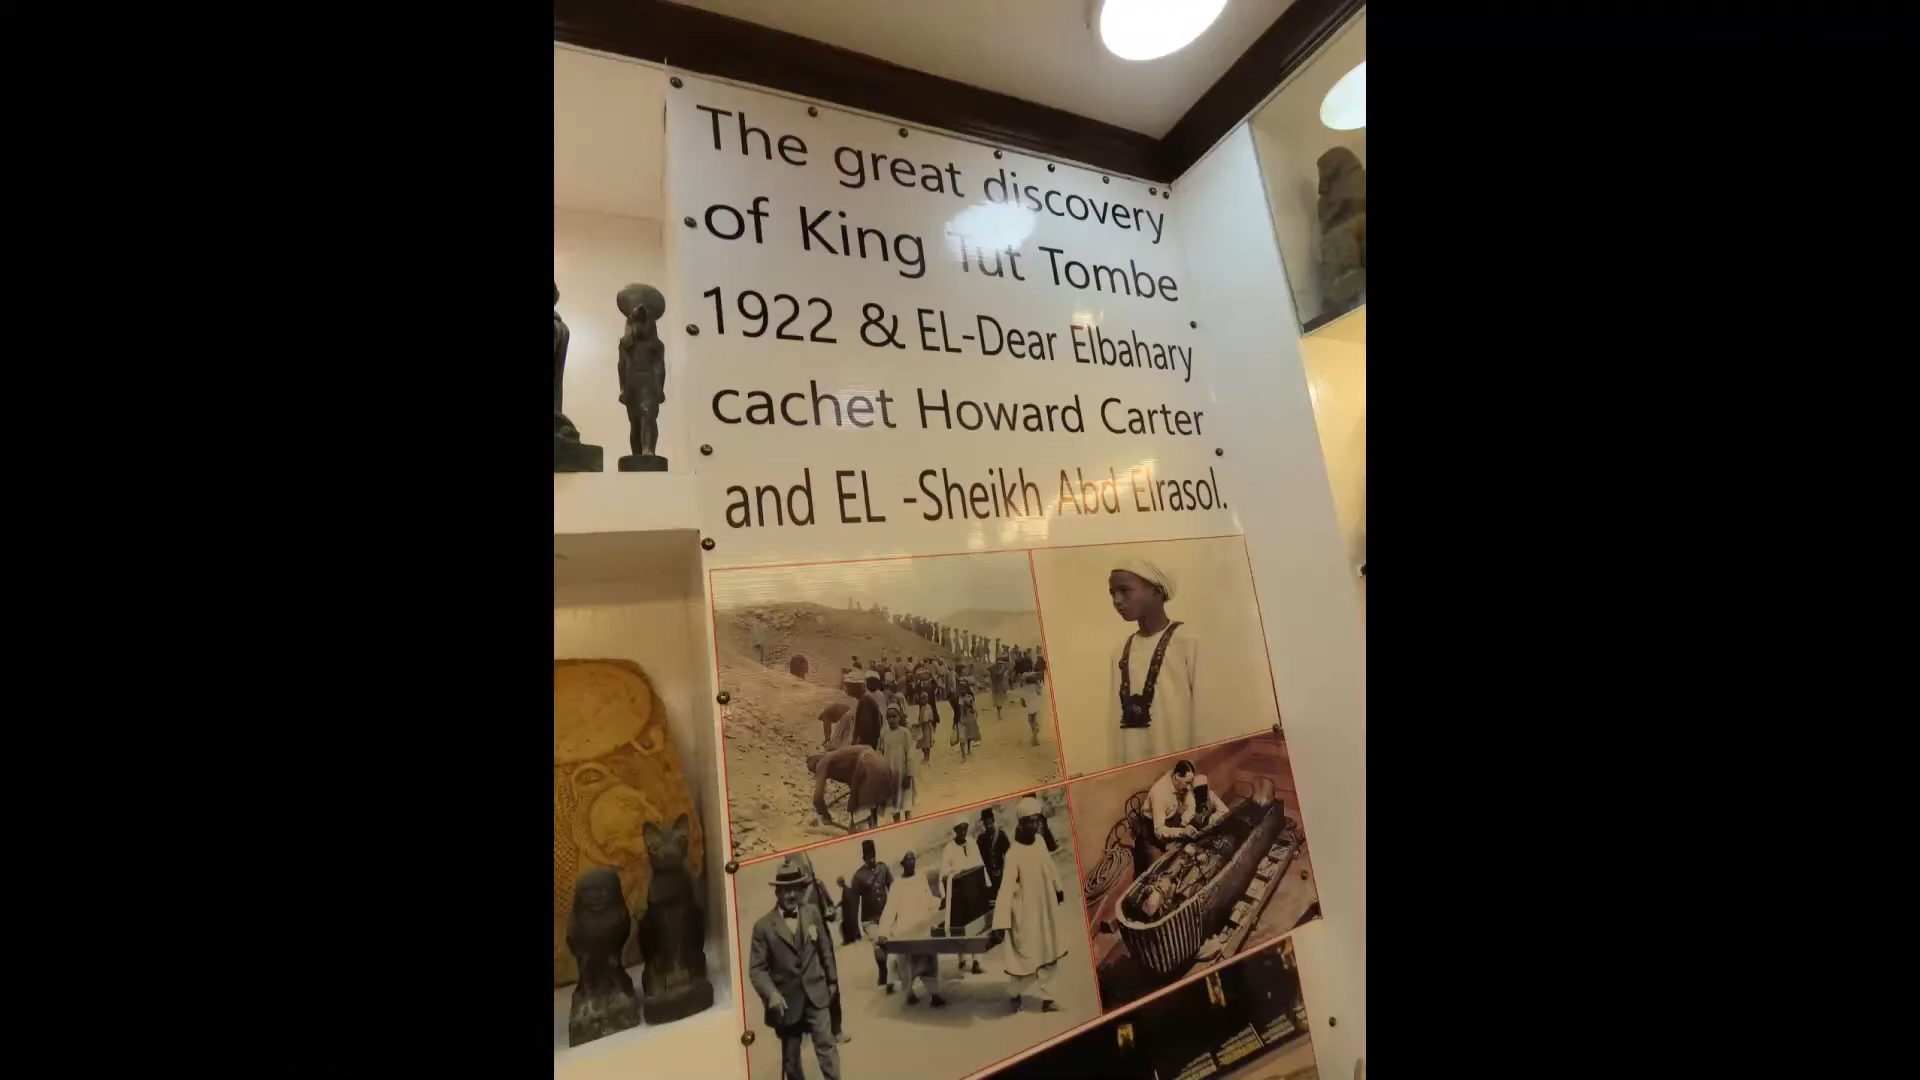 The great discovery
of King Tut Tombe
1922 & EL-Dear Elbahary
cachet Howard Carter
and EL -Sheikh Abd Elrasol.